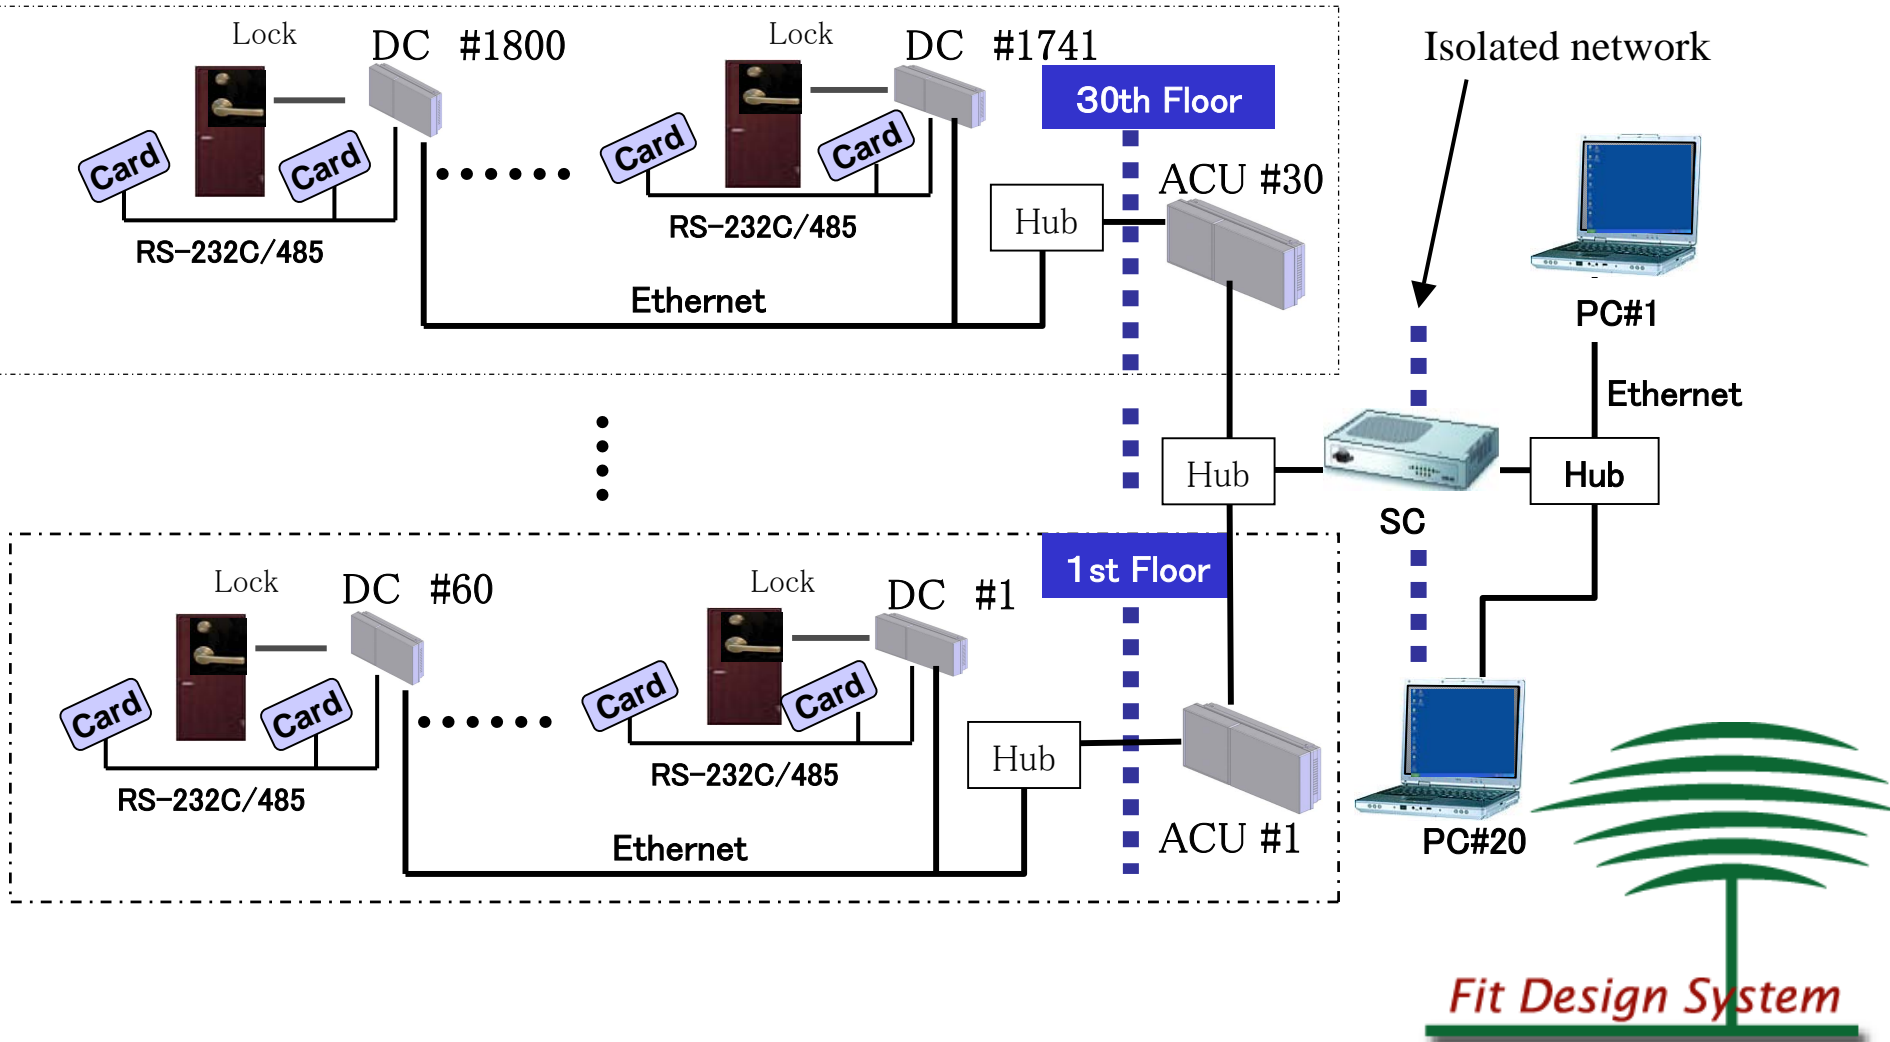 Lock DC #1800 Lock DC #1741 Isolated network
30th Floor
Card Card Card Card
ACU #30
Hub
RS-232C/485 RS-232C/485
Ethernet
PC#1
Ethernet
Hub Hub
SC
1st Floor
Lock DC #60 Lock DC #1
Card Card Card Card
Hub
RS-232C/485 RS-232C/485
Ethernet
ACU #1 PC#20
Fit Design System